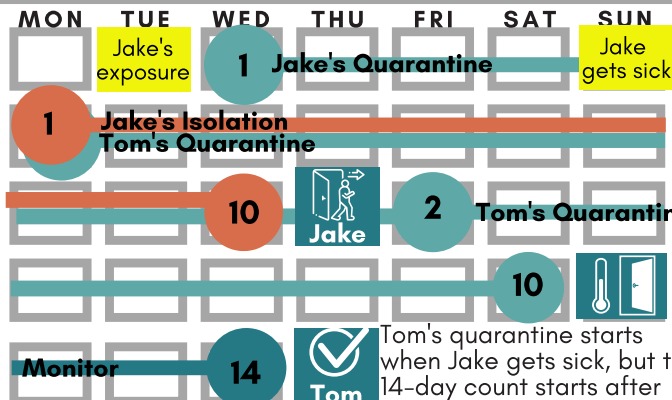 MON TUE WED THU FRI SAT SUN
Jake's
exposure
1
Jake's Quarantine
Jake
gets sick
1
Jake's Isolation
Tom's Quarantine
10
Jake
2
Tom's Quarantin
10
Monitor
14
Tom
Tom's quarantine starts
when Jake gets sick, but t
14-day count starts after